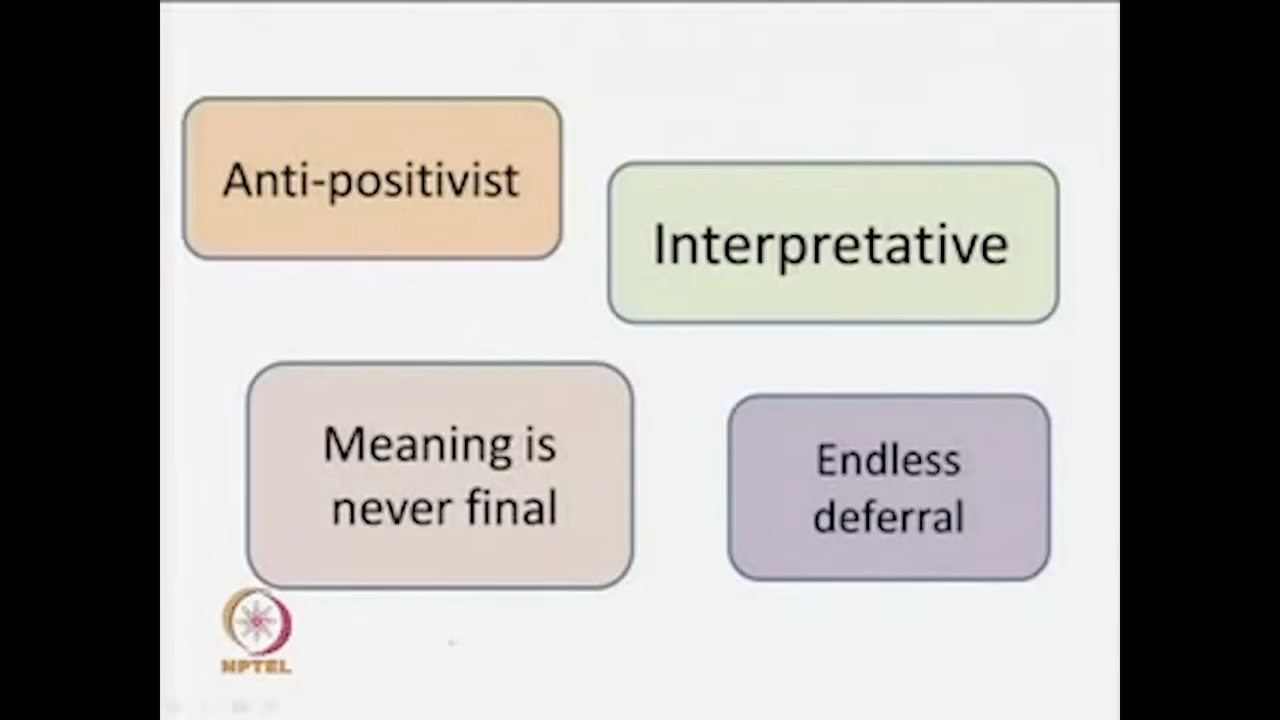 Anti-positivist
Interpretative
Meaning is
never final
Endless
deferral
NPTEL